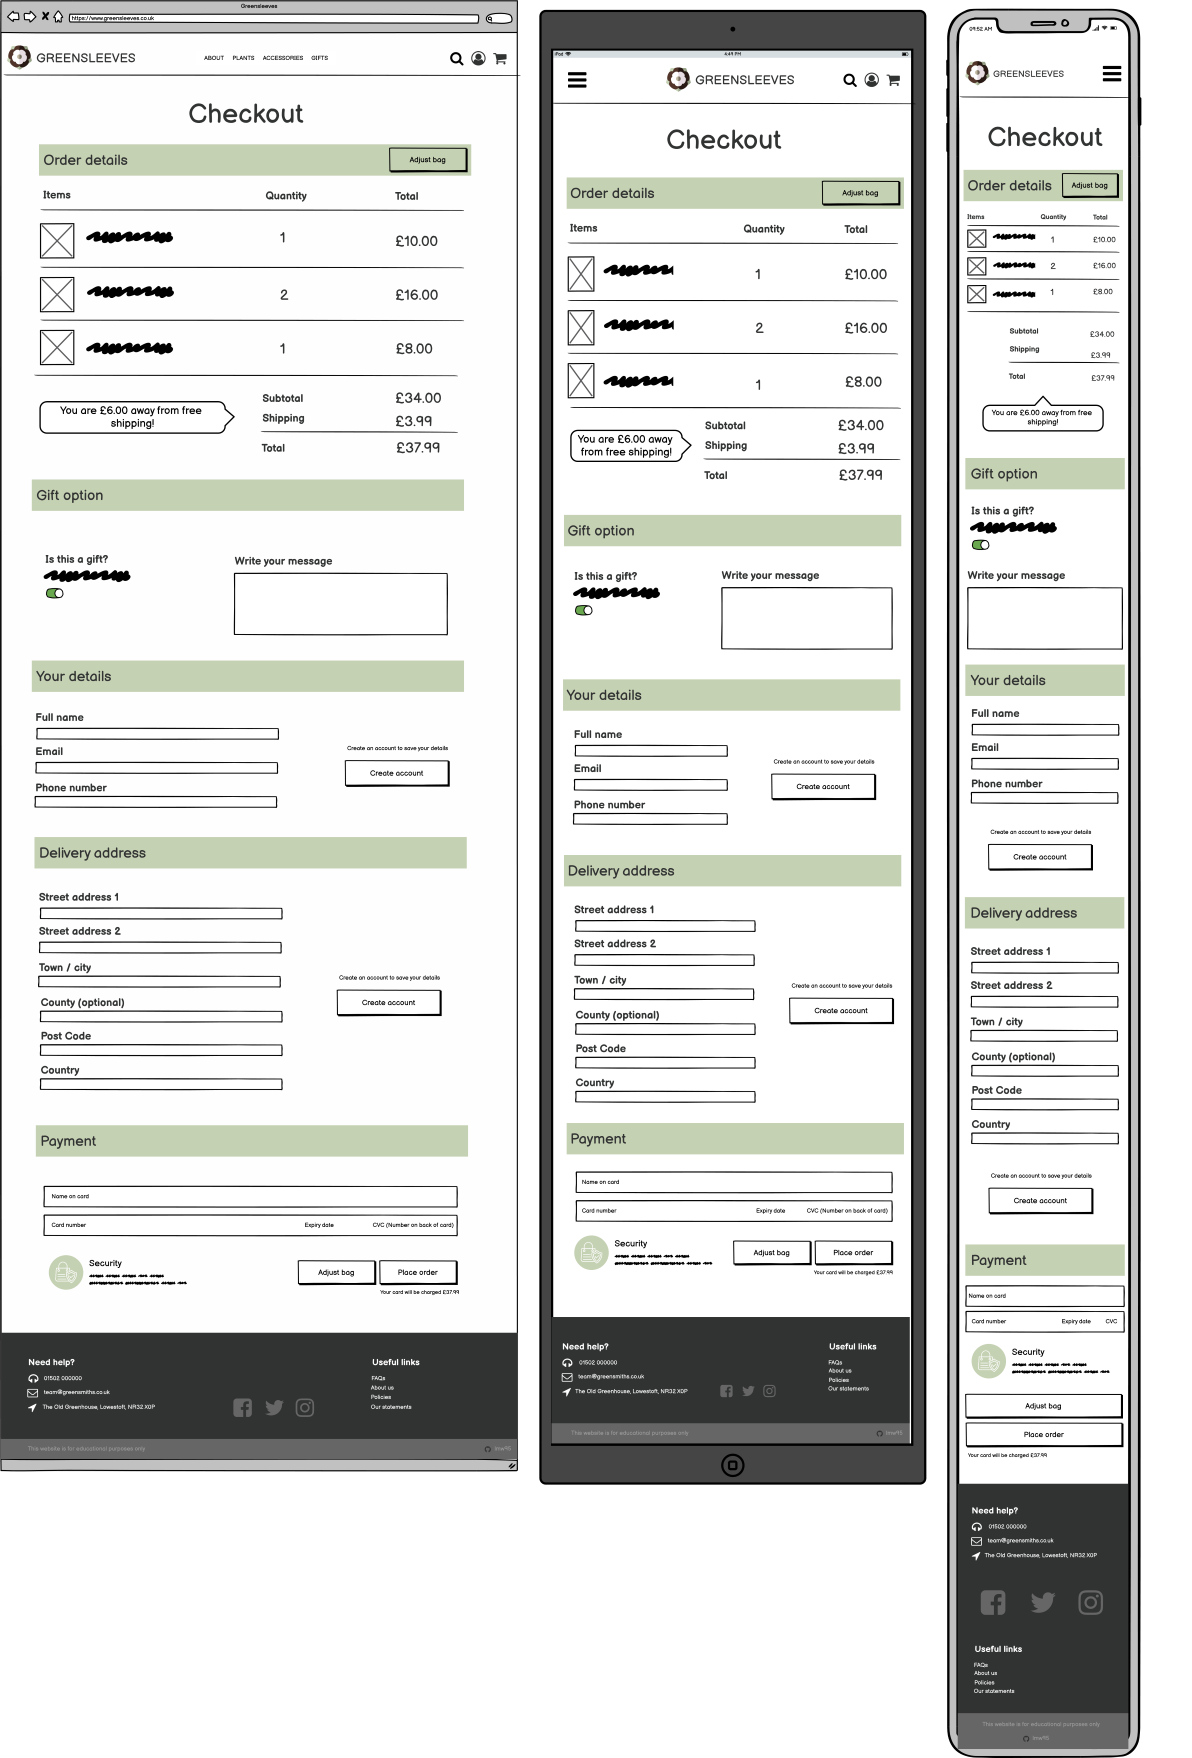 Greensleeves
https://www.greensleeves.co.uk
GREENSLEEVES
ABOUT PLANTS ACCESSORIES GIFTS
Checkout
Order details
Adjust bag
Items Quantity Total
1 £10.00
2 £16.00
1 £8.00
You are £6.00 away from free
shipping!
Subtotal £34.00
Shipping £3.99
Total £37.99
Gift option
Is this a gift?
Write your message
Your details
Full name
Email
Phone number
Create an account to save your details
Create account
Delivery address
Street address 1
Street address 2
Town / city
County (optional)
Post Code
Country
Create an account to save your details
Create account
Payment
Name on card
Card number Expiry date CVC (Number on back of card)
Security
Adjust bag Place order
Your card will be charged £37.99
Need help?
01502 000000
team@greensmiths.co.uk
The Old Greenhouse, Lowestoft, NR32 X0P
Useful links
FAQs
About us
Policies
Our statements
This website is for educational purposes only
lmw95
iPad 4:49 PM
GREENSLEEVES
Checkout
Order details
Adjust bag
Items Quantity Total
1 £10.00
2 £16.00
1 £8.00
You are £6.00 away
from free shipping!
Subtotal £34.00
Shipping £3.99
Total £37.99
Gift option
Is this a gift?
Write your message
Your details
Full name
Email
Phone number
Create an account to save your details
Create account
Delivery address
Street address 1
Street address 2
Town / city
County (optional)
Post Code
Country
Create an account to save your details
Create account
Payment
Name on card
Card number Expiry date CVC (Number on back of card)
Security
Adjust bag Place order
Your card will be charged £37.99
Need help?
01502 000000
team@greensmiths.co.uk
The Old Greenhouse, Lowestoft, NR32 X0P
Useful links
FAQs
About us
Policies
Our statements
This website is for educational purposes only
lmw95
09:52 AM
GREENSLEEVES
Checkout
Order details
Adjust bag
Items Quantity Total
1 £10.00
2 £16.00
1 £8.00
Subtotal £34.00
Shipping £3.99
Total £37.99
You are £6.00 away from free
shipping!
Gift option
Is this a gift?
Write your message
Your details
Full name
Email
Phone number
Create an account to save your details
Create account
Delivery address
Street address 1
Street address 2
Town / city
County (optional)
Post Code
Country
Create an account to save your details
Create account
Payment
Name on card
Card number Expiry date CVC
Security
Adjust bag
Place order
Your card will be charged £37.99
Need help?
01502 000000
team@greensmiths.co.uk
The Old Greenhouse, Lowestoft, NR32 X0P
Useful links
FAQs
About us
Policies
Our statements
This website is for educational purposes only
lmw95